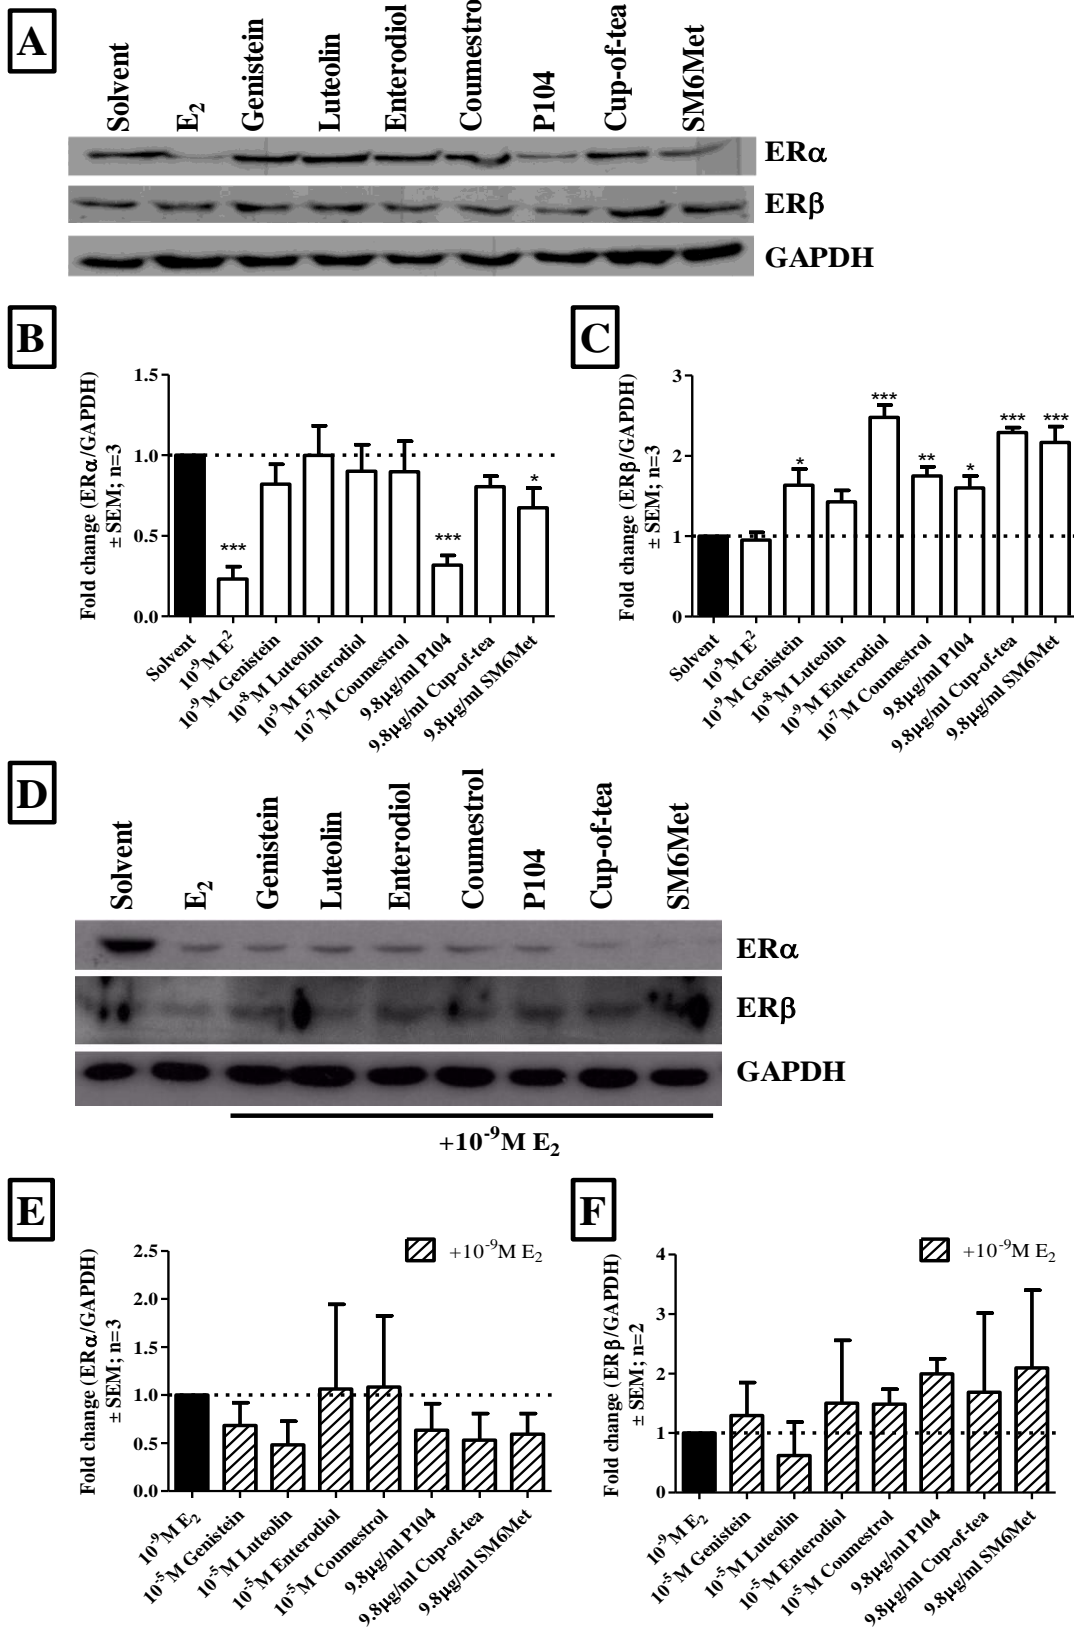 A
Solvent
E2
Genistein
Luteolin
Enterodiol
Coumestro
P104
Cup-of-tea
SM6Met
ERα
ERβ
GAPDH
B
Fold change (ERα/GAPDH)
± SEM; n=3
1.5
1.0
0.5
0.0
***
***
*
Solvent
10-9M E2
10-9M Genistein
10-8M Luteolin
10-9M Enterodiol
10-7M Coumestrol
9.8µg/ml P104
9.8µg/ml Cup-of-tea
9.8µg/ml SM6Met
C
Fold change (ERβ/GAPDH)
± SEM; n=3
3
2
1
0
*
***
**
*
***
***
Solvent
10-9M E2
10-9M Genistein
10-8M Luteolin
10-9M Enterodiol
10-7M Coumestrol
9.8µg/ml P104
9.8µg/ml Cup-of-tea
9.8µg/ml SM6Met
D
Solvent
E2
Genistein
Luteolin
Enterodiol
Coumestrol
P104
Cup-of-tea
SM6Met
ERα
ERβ
GAPDH
+10-9M E2
E
Fold change (ERα/GAPDH)
± SEM; n=3
2.5
2.0
1.5
1.0
0.5
0.0
+10-9M E2
10-9M E2
10-5M Genistein
10-5M Luteolin
10-5M Enterodiol
10-5M Coumestrol
9.8µg/ml P104
9.8µg/ml Cup-of-tea
9.8µg/ml SM6Met
F
Fold change (ERβ/GAPDH)
± SEM; n=2
4
3
2
1
0
+10-9M E2
10-9M E2
10-5M Genistein
10-5M Luteolin
10-5M Enterodiol
10-5M Coumestrol
9.8µg/ml P104
9.8µg/ml Cup-of-tea
9.8µg/ml SM6Met